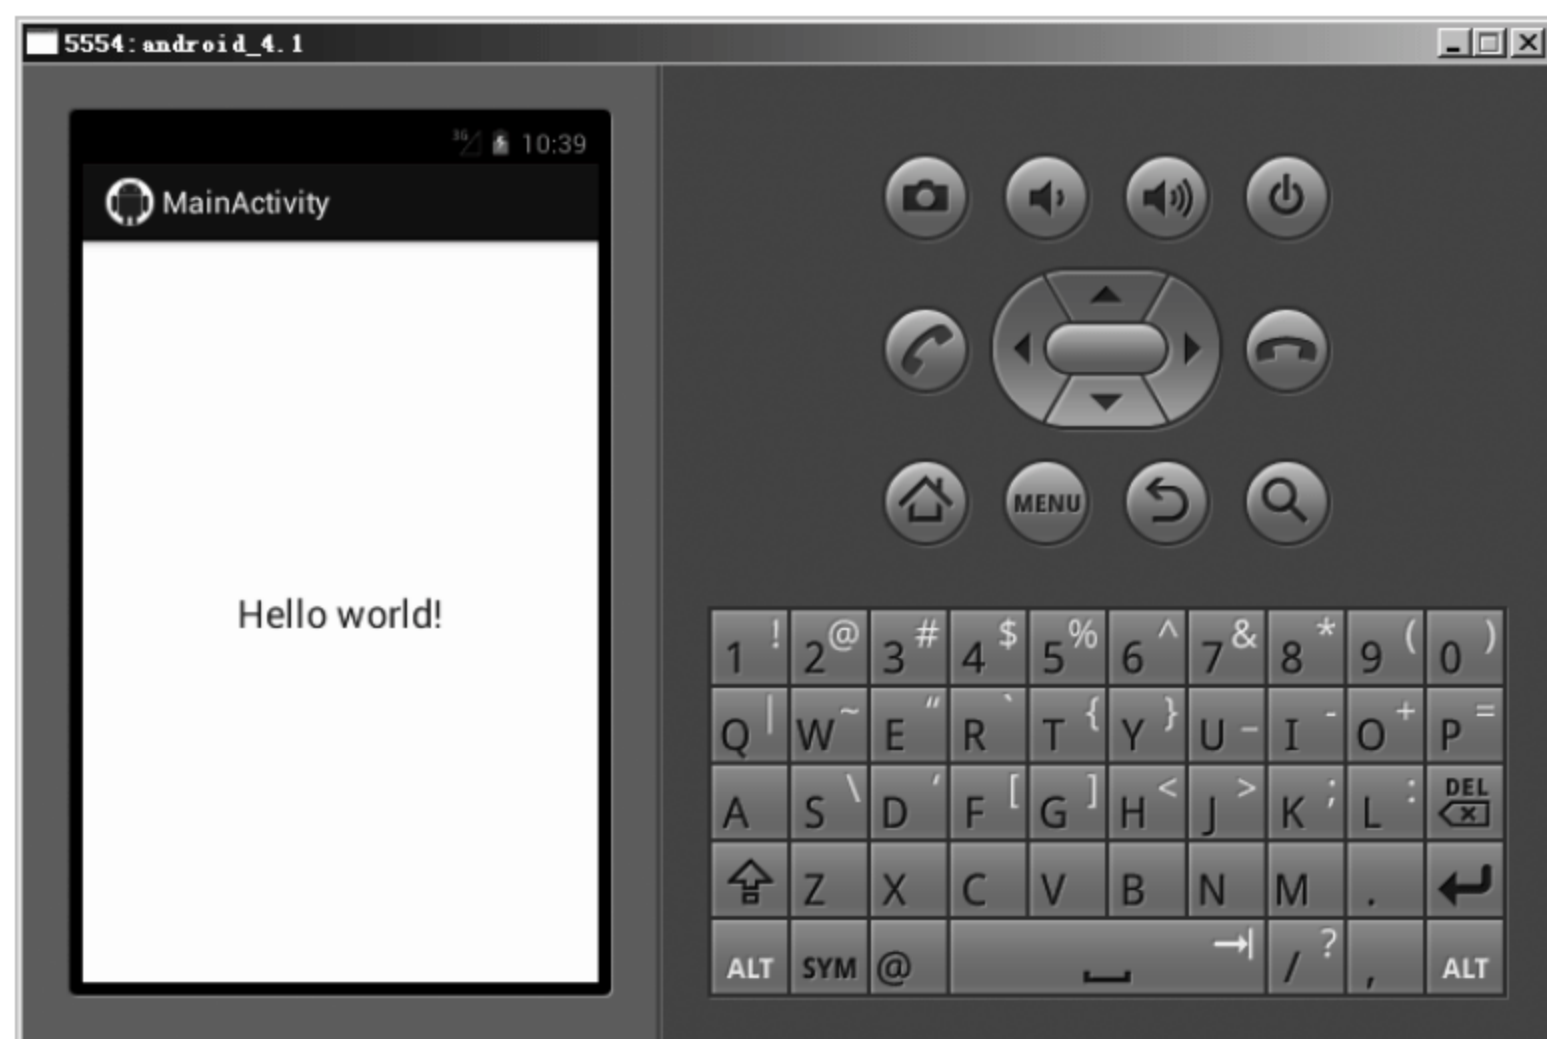 5554:android_4.1
3G 10:39
MainActivity
Hello world!
MENU
1 ! 2 @ 3 # 4 $ 5 % 6 ^ 7 & 8 * 9 ( 0 )
Q | W ~ E " R ` T { Y } U _ I - O + P =
A S \ D ' F [ G ] H < J > K ; L : DEL
Z X C V B N M .
ALT SYM @ / ? , ALT